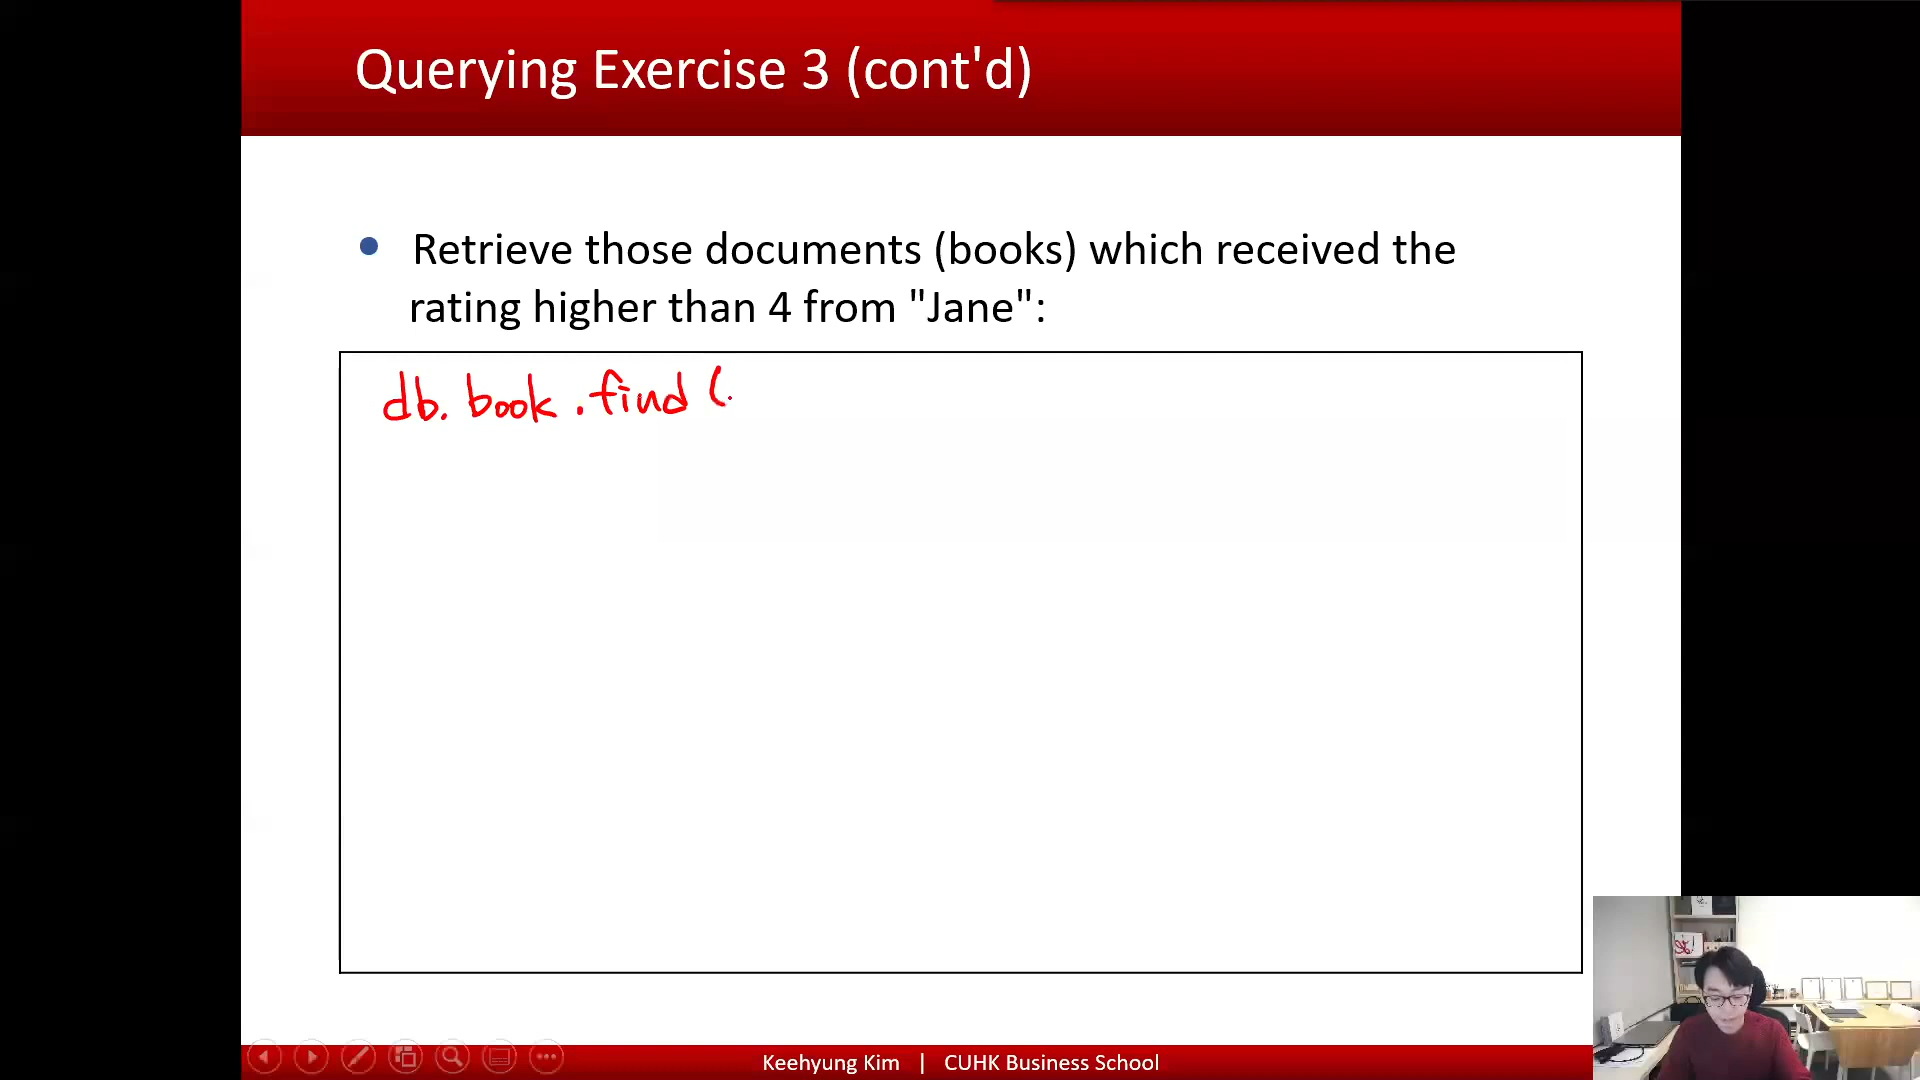 Querying Exercise 3 (cont'd)
• Retrieve those documents (books) which received the
rating higher than 4 from "Jane":
db. book .find (
Keehyung Kim | CUHK Business School